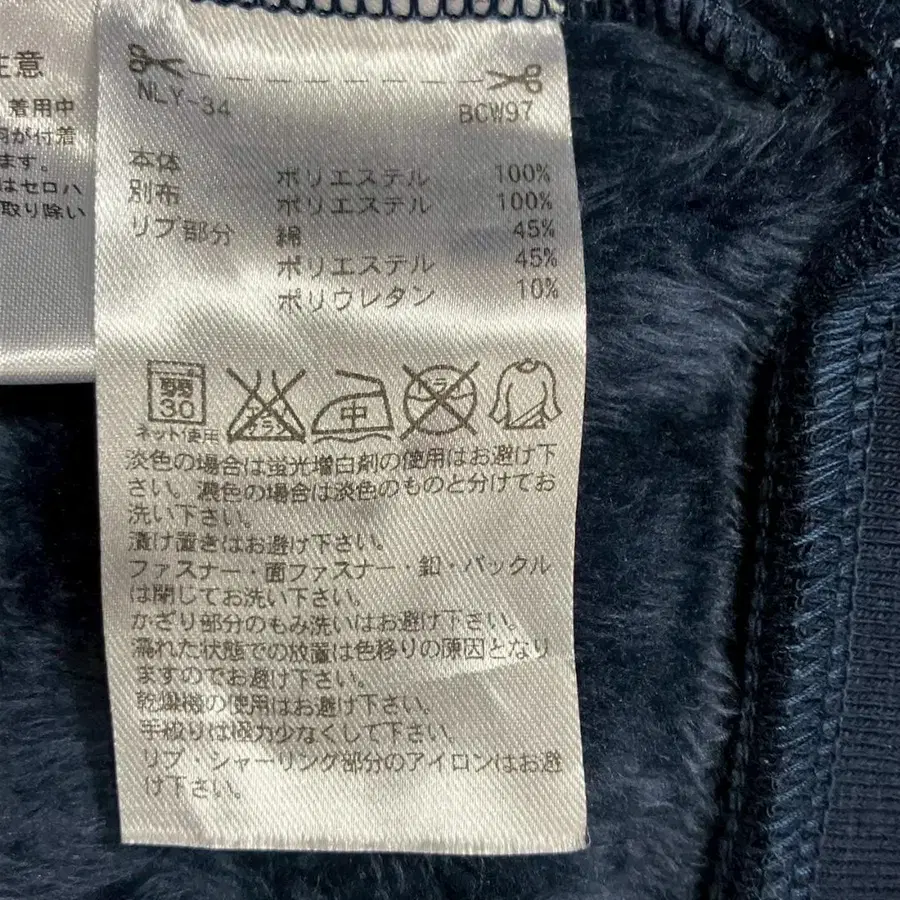 注意
着用中
羽が付着
ます。
はセロハ
取り除い
NLY-34
BCW97
本体 ポリエステル 100%
別布 ポリエステル 100%
リブ部分 綿 45%
ポリエステル 45%
ポリウレタン 10%
30
ネット使用
エンソ
サラシ
中
ドライ
淡色の場合は蛍光増白剤の使用はお避け下
さい。濃色の場合は淡色のものと分けてお
洗い下さい。
漬け置きはお避け下さい。
ファスナー・面ファスナー・釦・バックル
は閉じてお洗い下さい。
かざり部分のもみ洗いはお避け下さい。
濡れた状態での放置は色移りの原因となり
ますのでお避け下さい。
乾燥機の使用はお避け下さい。
手絞りは極力少なくして下さい。
リブ・シャーリング部分のアイロンはお避
け下さい。